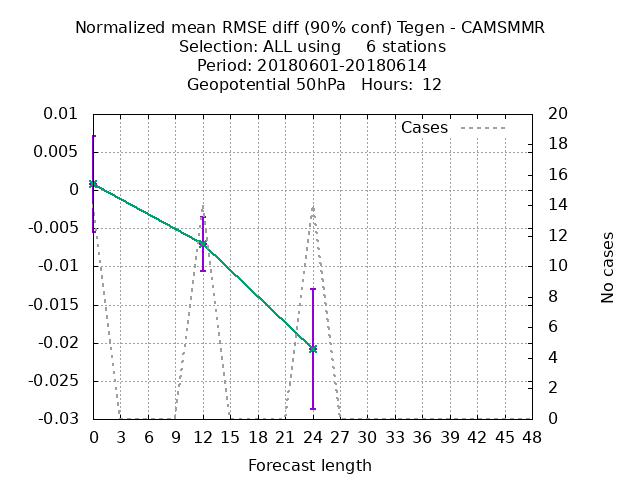 Normalized mean RMSE diff (90% conf) Tegen - CAMSMMR
Selection: ALL using     6 stations
Period: 20180601-20180614
Geopotential 50hPa   Hours:  12
Cases
0.01
0.005
0
-0.005
-0.01
-0.015
-0.02
-0.025
-0.03
20
18
16
14
12
10
8
6
4
2
0
No cases
0 3 6 9 12 15 18 21 24 27 30 33 36 39 42 45 48
Forecast length